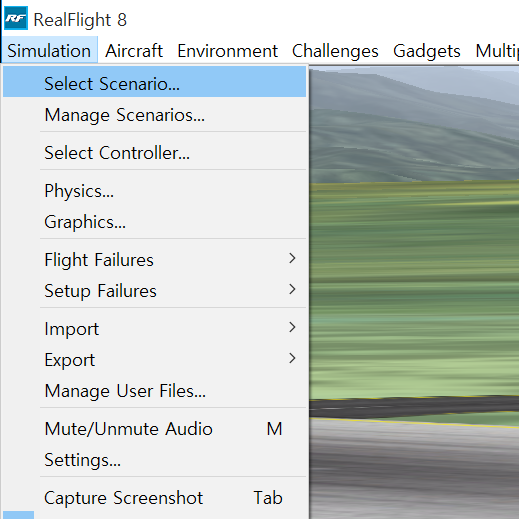 RF RealFlight 8
Simulation Aircraft Environment Challenges Gadgets Multip
Select Scenario...
Manage Scenarios...
Select Controller...
Physics...
Graphics...
Flight Failures
Setup Failures
Import
Export
Manage User Files...
Mute/Unmute Audio M
Settings...
Capture Screenshot Tab